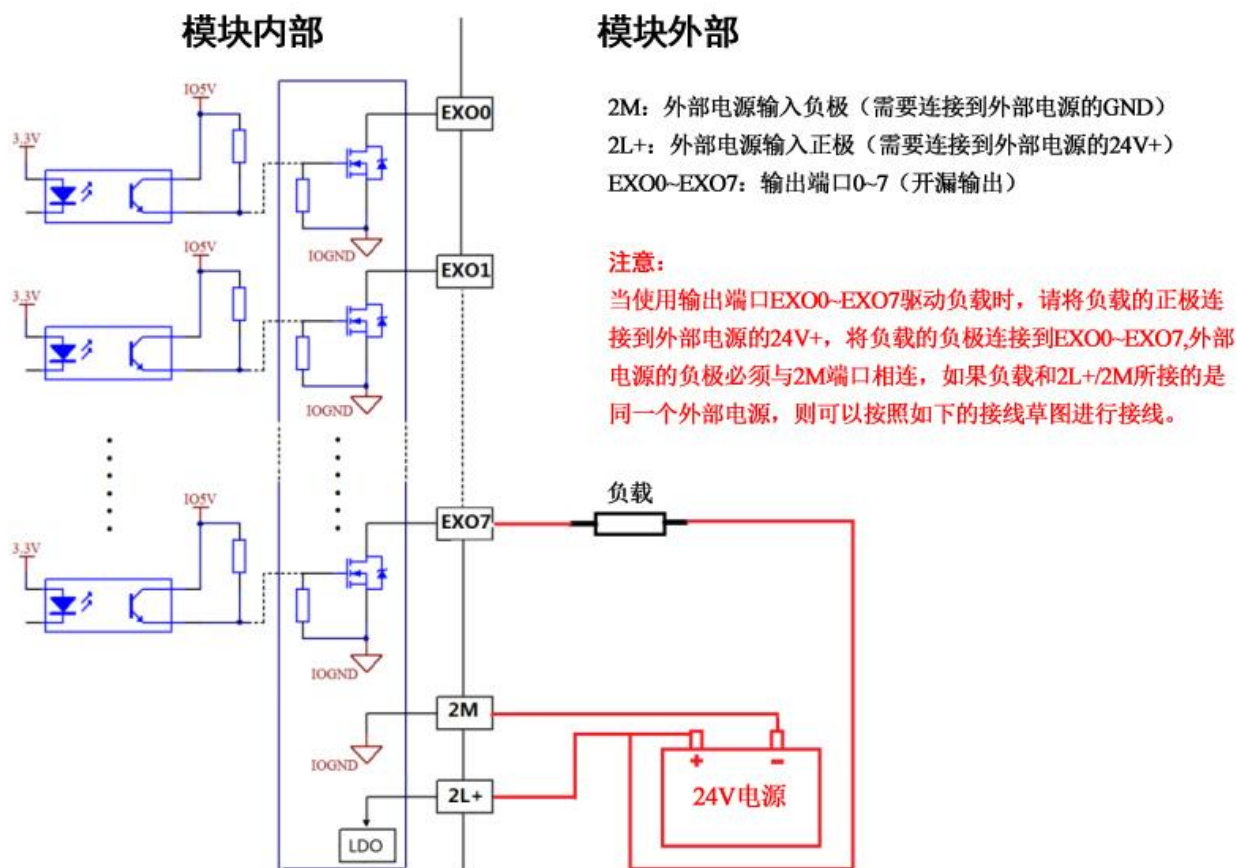 模块内部
模块外部
2M：外部电源输入负极（需要连接到外部电源的GND）
2L+：外部电源输入正极（需要连接到外部电源的24V+）
EXO0~EXO7：输出端口0~7（开漏输出）
注意：
当使用输出端口EXO0~EXO7驱动负载时，请将负载的正极连
接到外部电源的24V+，将负载的负极连接到EXO0~EXO7,外部
电源的负极必须与2M端口相连，如果负载和2L+/2M所接的是
同一个外部电源，则可以按照如下的接线草图进行接线。
IO5V
EXO0
3.3V
IOGND
IO5V
EXO1
3.3V
IOGND
负载
IO5V
EXO7
3.3V
IOGND
2M
IOGND
+ −
2L+
24V电源
LDO